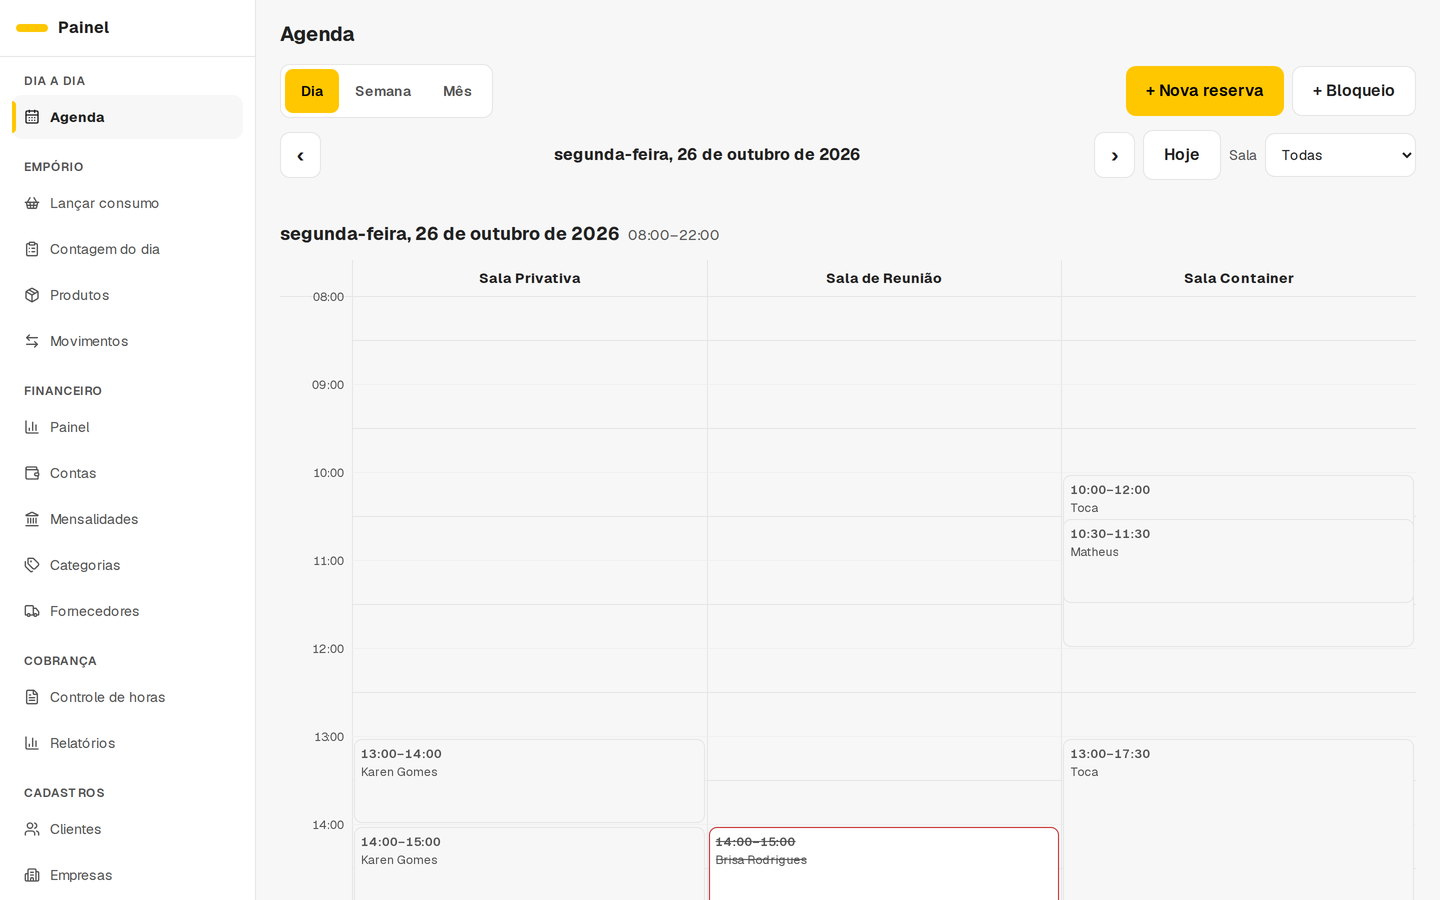 Painel
DIA A DIA
Agenda
EMPÓRIO
Lançar consumo
Contagem do dia
Produtos
Movimentos
FINANCEIRO
Painel
Contas
Mensalidades
Categorias
Fornecedores
COBRANÇA
Controle de horas
Relatórios
CADASTROS
Clientes
Empresas
Agenda
Dia Semana Mês
+ Nova reserva + Bloqueio
‹ segunda-feira, 26 de outubro de 2026 › Hoje Sala Todas
segunda-feira, 26 de outubro de 2026 08:00–22:00
Sala Privativa Sala de Reunião Sala Container
08:00
09:00
10:00
10:00–12:00
Toca
10:30–11:30
Matheus
11:00
12:00
13:00
13:00–14:00 13:00–17:30
Karen Gomes Toca
14:00
14:00–15:00 14:00–15:00
Karen Gomes Brisa Rodrigues